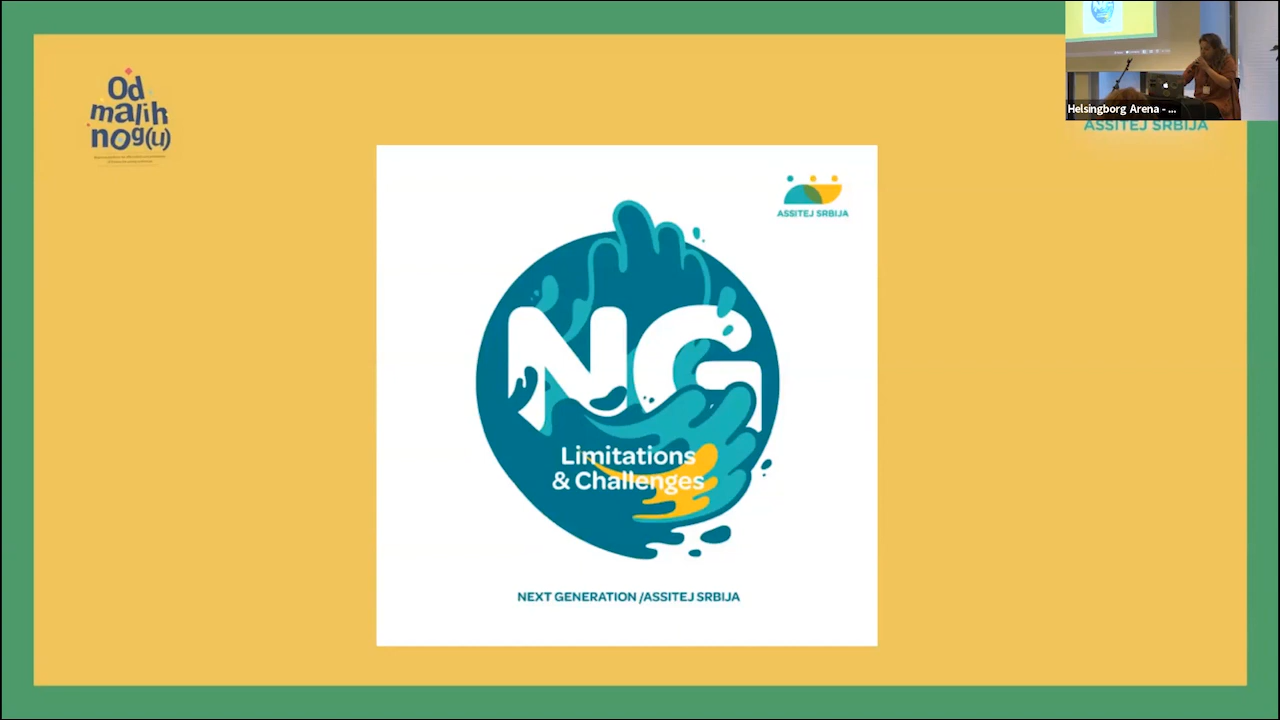 Od
malih
nog(u)
Helsingborg Arena - ...
ASSITEJ SRBIJA
ASSITEJ SRBIJA
NG
Limitations
& Challenges
NEXT GENERATION /ASSITEJ SRBIJA